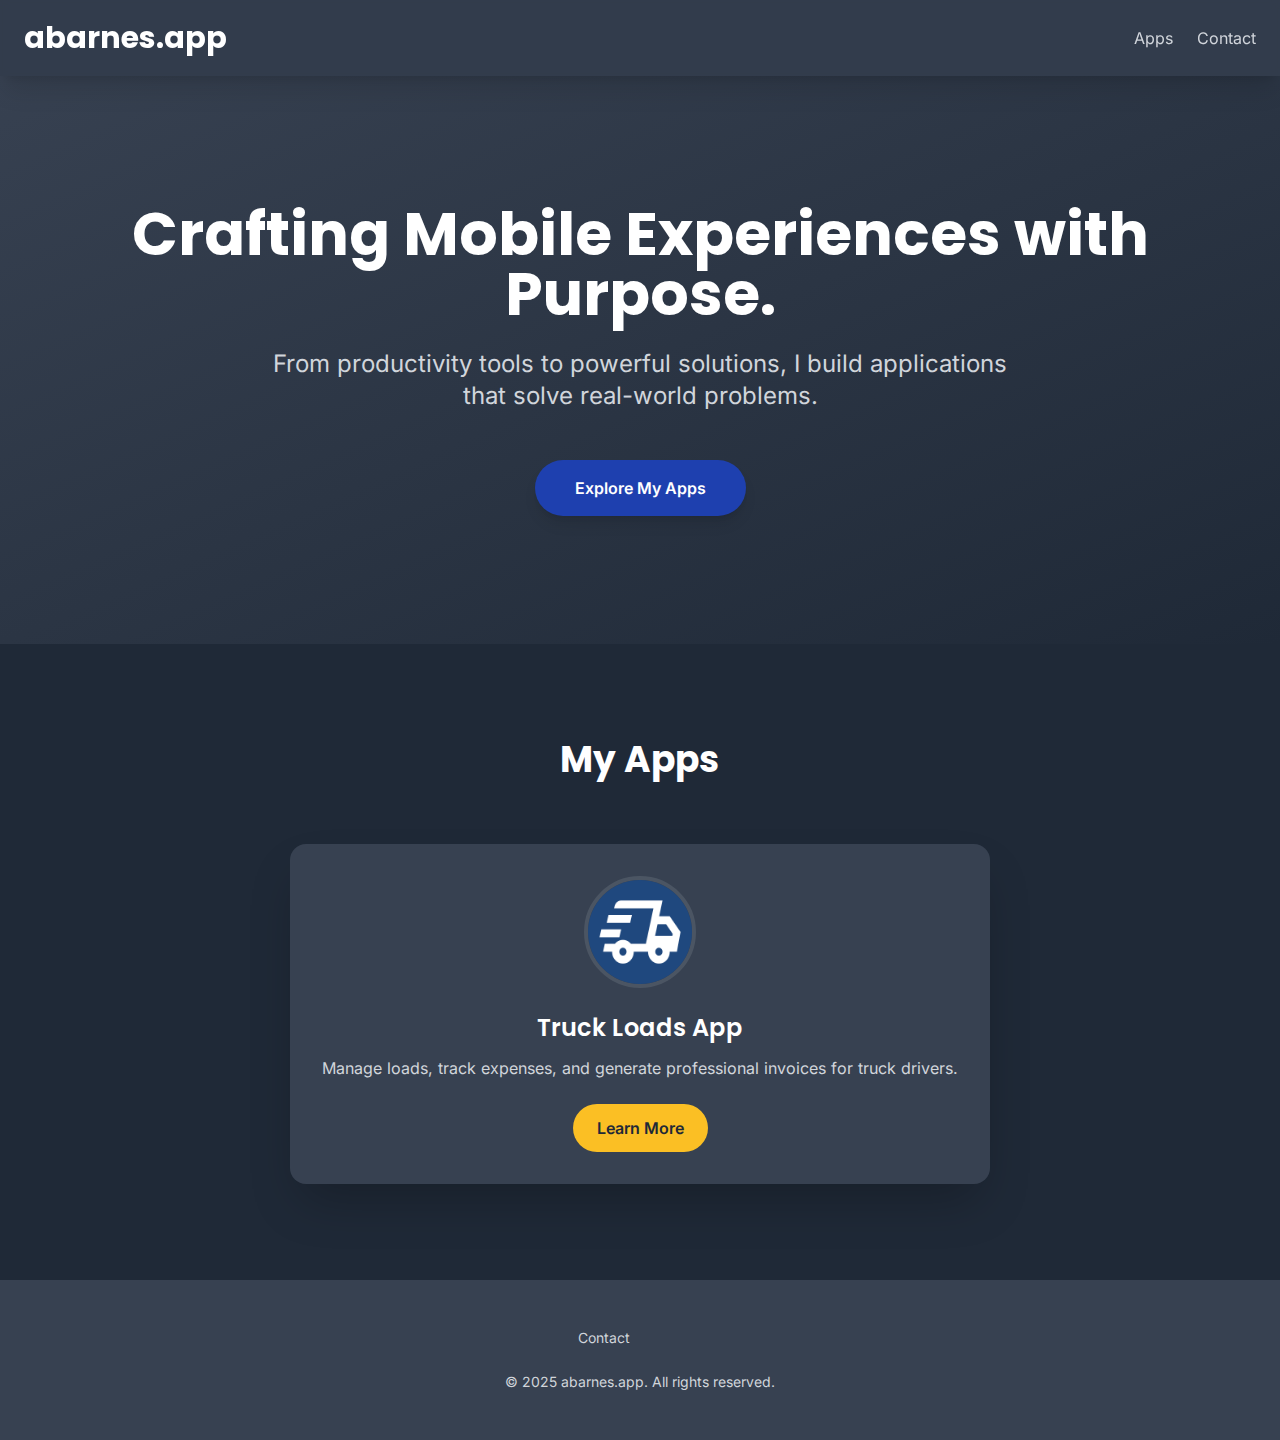 abarnes.app
Apps
Contact
Crafting Mobile Experiences with
Purpose.
From productivity tools to powerful solutions, I build applications
that solve real-world problems.
Explore My Apps
My Apps
Truck Loads App
Manage loads, track expenses, and generate professional invoices for truck drivers.
Learn More
Contact
© 2025 abarnes.app. All rights reserved.